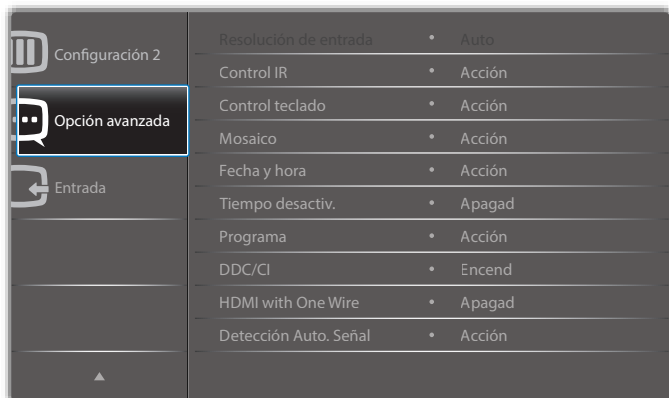 Configuración 2
Opción avanzada
Entrada
Resolución de entrada • Auto
Control IR • Acción
Control teclado • Acción
Mosaico • Acción
Fecha y hora • Acción
Tiempo desactiv. • Apagad
Programa • Acción
DDC/CI • Encend
HDMI with One Wire • Apagad
Detección Auto. Señal • Acción